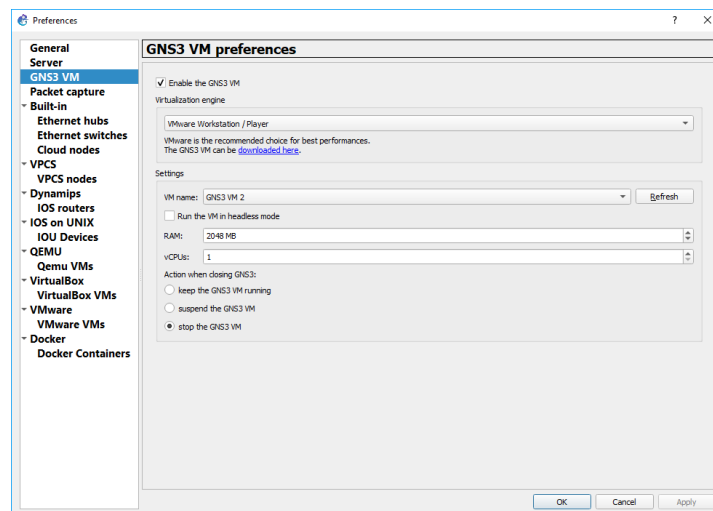 Preferences
General
Server
GNS3 VM
Packet capture
Built-in
Ethernet hubs
Ethernet switches
Cloud nodes
VPCS
VPCS nodes
Dynamips
IOS routers
IOS on UNIX
IOU Devices
QEMU
Qemu VMs
VirtualBox
VirtualBox VMs
VMware
VMware VMs
Docker
Docker Containers
GNS3 VM preferences
Enable the GNS3 VM
Virtualization engine
VMware Workstation / Player
VMware is the recommended choice for best performances.
The GNS3 VM can be downloaded here.
Settings
VM name: GNS3 VM 2 Refresh
Run the VM in headless mode
RAM: 2048 MB
vCPUs: 1
Action when closing GNS3:
keep the GNS3 VM running
suspend the GNS3 VM
stop the GNS3 VM
OK Cancel Apply